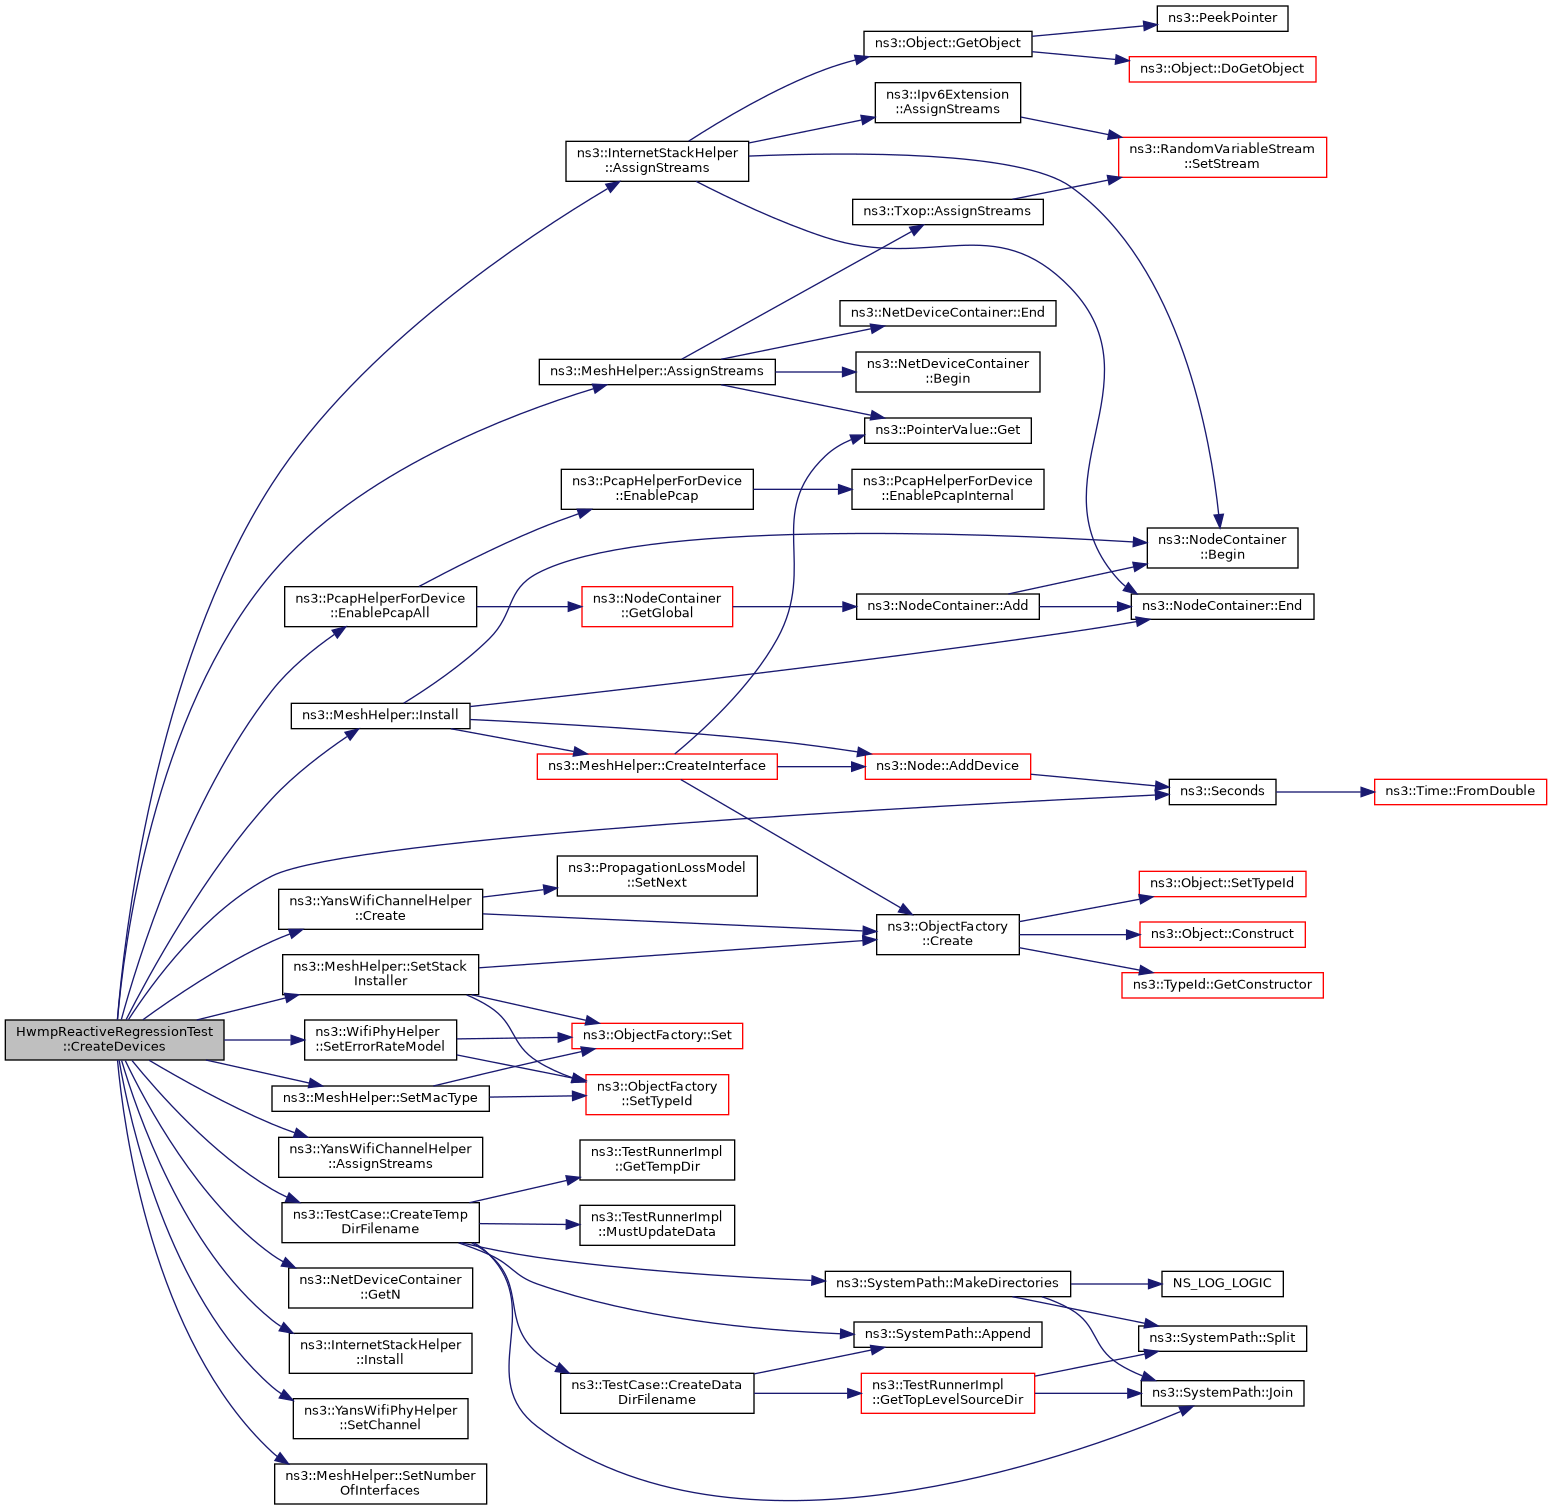 ns3::PeekPointer
ns3::Object::GetObject
ns3::Object::DoGetObject
ns3::Ipv6Extension
::AssignStreams
ns3::InternetStackHelper
::AssignStreams
ns3::RandomVariableStream
::SetStream
ns3::Txop::AssignStreams
ns3::NetDeviceContainer::End
ns3::MeshHelper::AssignStreams
ns3::NetDeviceContainer
::Begin
ns3::PointerValue::Get
ns3::PcapHelperForDevice
::EnablePcap
ns3::PcapHelperForDevice
::EnablePcapInternal
ns3::NodeContainer
::Begin
ns3::PcapHelperForDevice
::EnablePcapAll
ns3::NodeContainer
::GetGlobal
ns3::NodeContainer::Add
ns3::NodeContainer::End
ns3::MeshHelper::Install
ns3::MeshHelper::CreateInterface
ns3::Node::AddDevice
ns3::Seconds
ns3::Time::FromDouble
ns3::PropagationLossModel
::SetNext
ns3::YansWifiChannelHelper
::Create
ns3::Object::SetTypeId
ns3::ObjectFactory
::Create
ns3::Object::Construct
ns3::TypeId::GetConstructor
ns3::MeshHelper::SetStack
Installer
HwmpReactiveRegressionTest
::CreateDevices
ns3::WifiPhyHelper
::SetErrorRateModel
ns3::ObjectFactory::Set
ns3::MeshHelper::SetMacType
ns3::ObjectFactory
::SetTypeId
ns3::YansWifiChannelHelper
::AssignStreams
ns3::TestRunnerImpl
::GetTempDir
ns3::TestCase::CreateTemp
DirFilename
ns3::TestRunnerImpl
::MustUpdateData
ns3::NetDeviceContainer
::GetN
ns3::SystemPath::MakeDirectories
NS_LOG_LOGIC
ns3::InternetStackHelper
::Install
ns3::SystemPath::Append
ns3::SystemPath::Split
ns3::TestCase::CreateData
DirFilename
ns3::TestRunnerImpl
::GetTopLevelSourceDir
ns3::SystemPath::Join
ns3::YansWifiPhyHelper
::SetChannel
ns3::MeshHelper::SetNumber
OfInterfaces